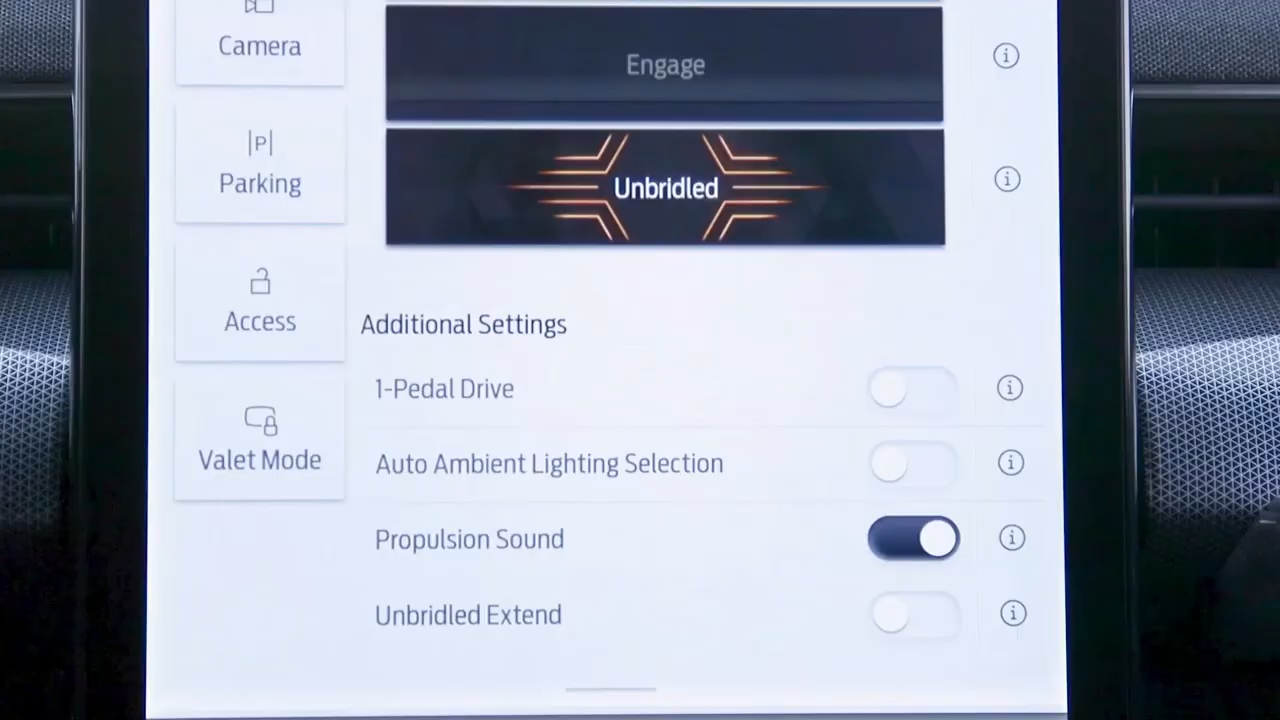 Camera
|P|
Parking
Access
Valet Mode
Engage
Unbridled
Additional Settings
1-Pedal Drive
Auto Ambient Lighting Selection
Propulsion Sound
Unbridled Extend